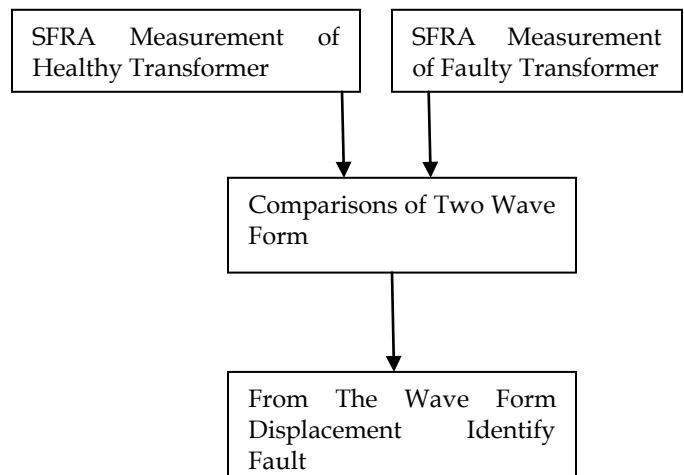 SFRA Measurement of
Healthy Transformer
SFRA Measurement
of Faulty Transformer
Comparisons of Two Wave
Form
From The Wave Form
Displacement Identify
Fault